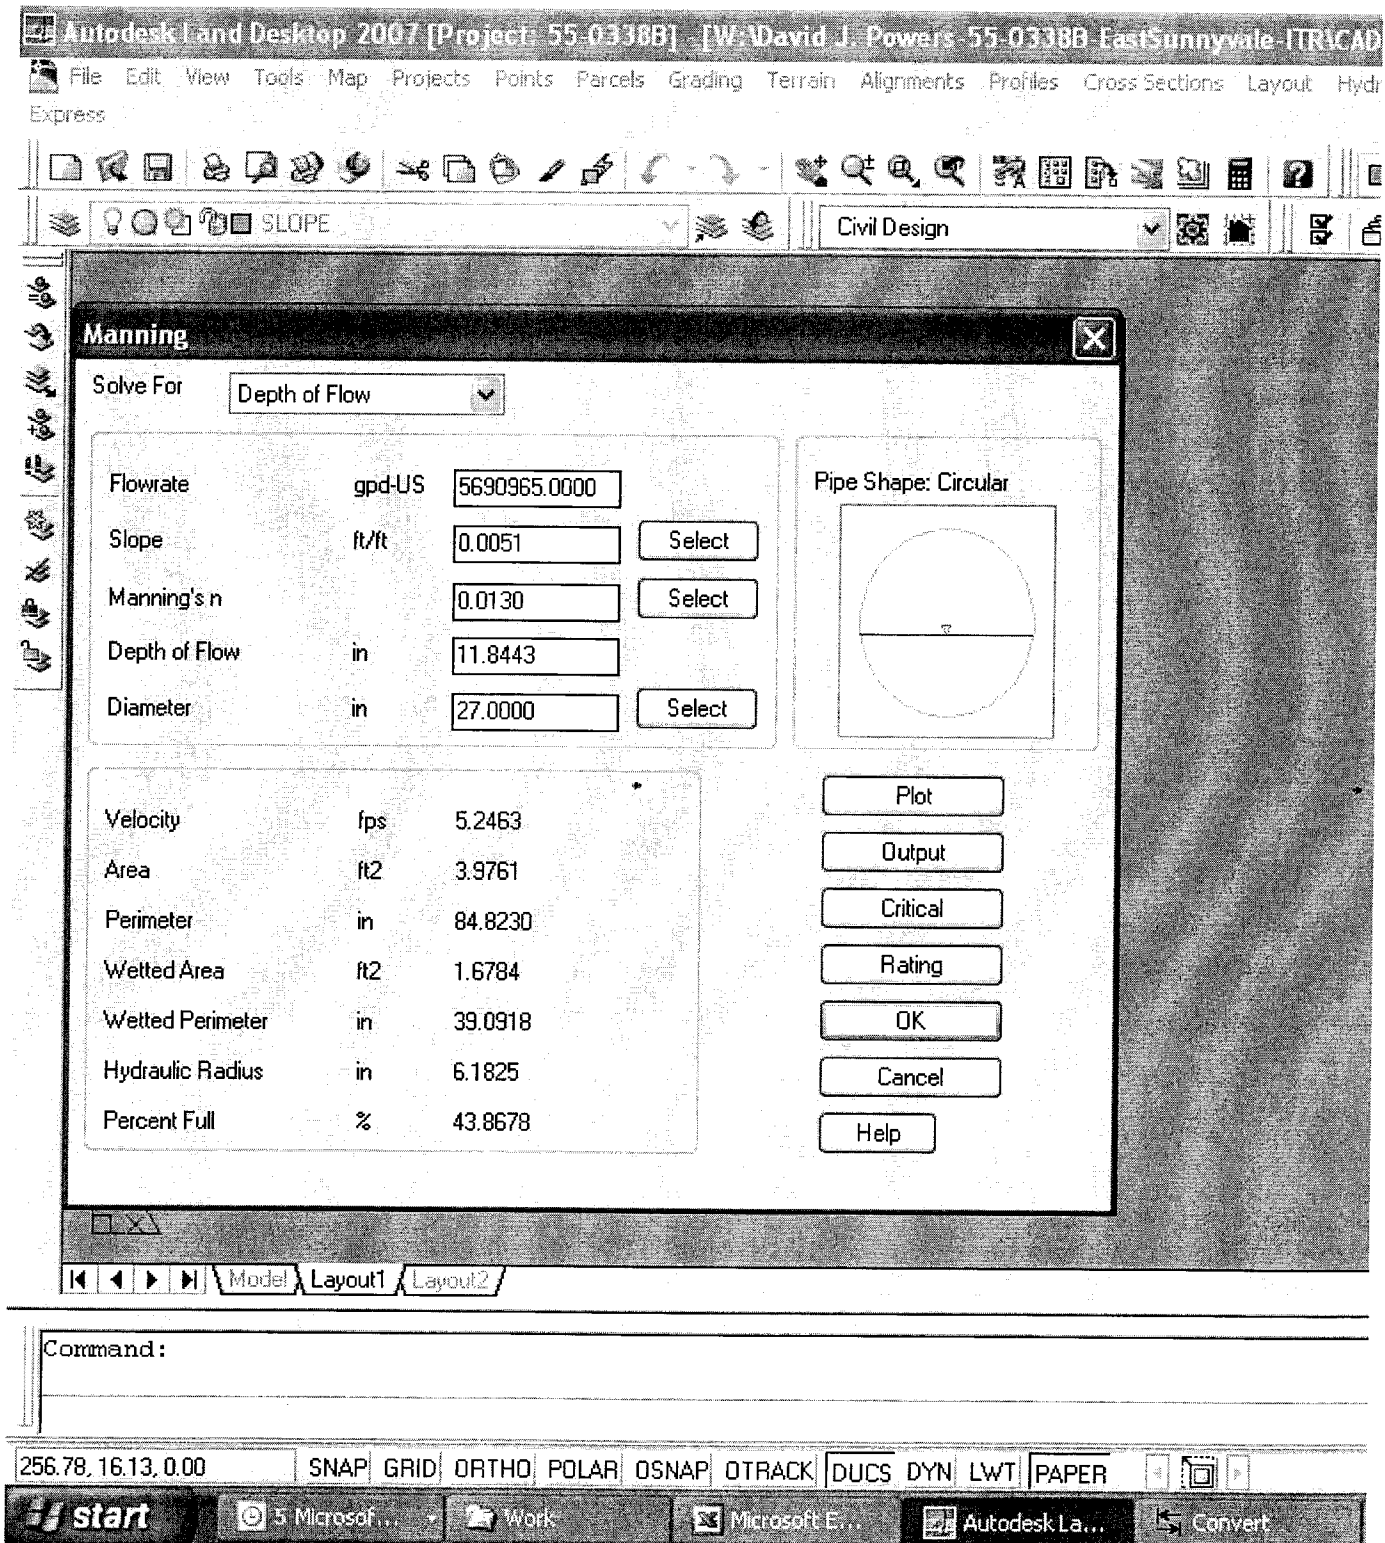 Autodesk Land Desktop 2007 [Project: 55-0338B] - [W:\David J. Powers-55-0338B-EastSunnyvale-ITR\CAD
File Edit View Tools Map Projects Points Parcels Grading Terrain Alignments Profiles Cross Sections Layout Hydr
Express
SLOPE Civil Design
Manning
Solve For Depth of Flow
Flowrate gpd-US 5690965.0000
Pipe Shape: Circular
Slope ft/ft 0.0051 Select
Manning's n 0.0130 Select
Depth of Flow in 11.8443
Diameter in 27.0000 Select
Plot
Velocity fps 5.2463
Output
Area ft2 3.9761
Critical
Perimeter in 84.8230
Rating
Wetted Area ft2 1.6784
OK
Wetted Perimeter in 39.0918
Cancel
Hydraulic Radius in 6.1825
Percent Full % 43.8678
Help
Model Layout1 Layout2
Command:
256.78, 16.13, 0.00 SNAP GRID ORTHO POLAR OSNAP OTRACK DUCS DYN LWT PAPER
start 5 Microsof... Work Microsoft E... Autodesk La... Convert